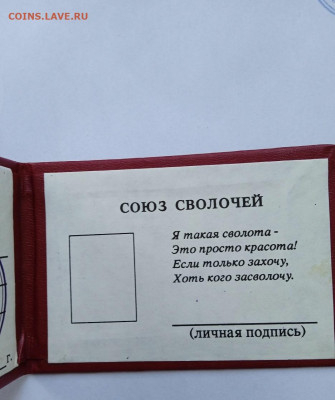 COINS.LAVE.RU
СОЮЗ СВОЛОЧЕЙ
Я такая сволота -
Это просто красота!
Если только захочу,
Хоть кого засволочу.
(личная подпись)
г.